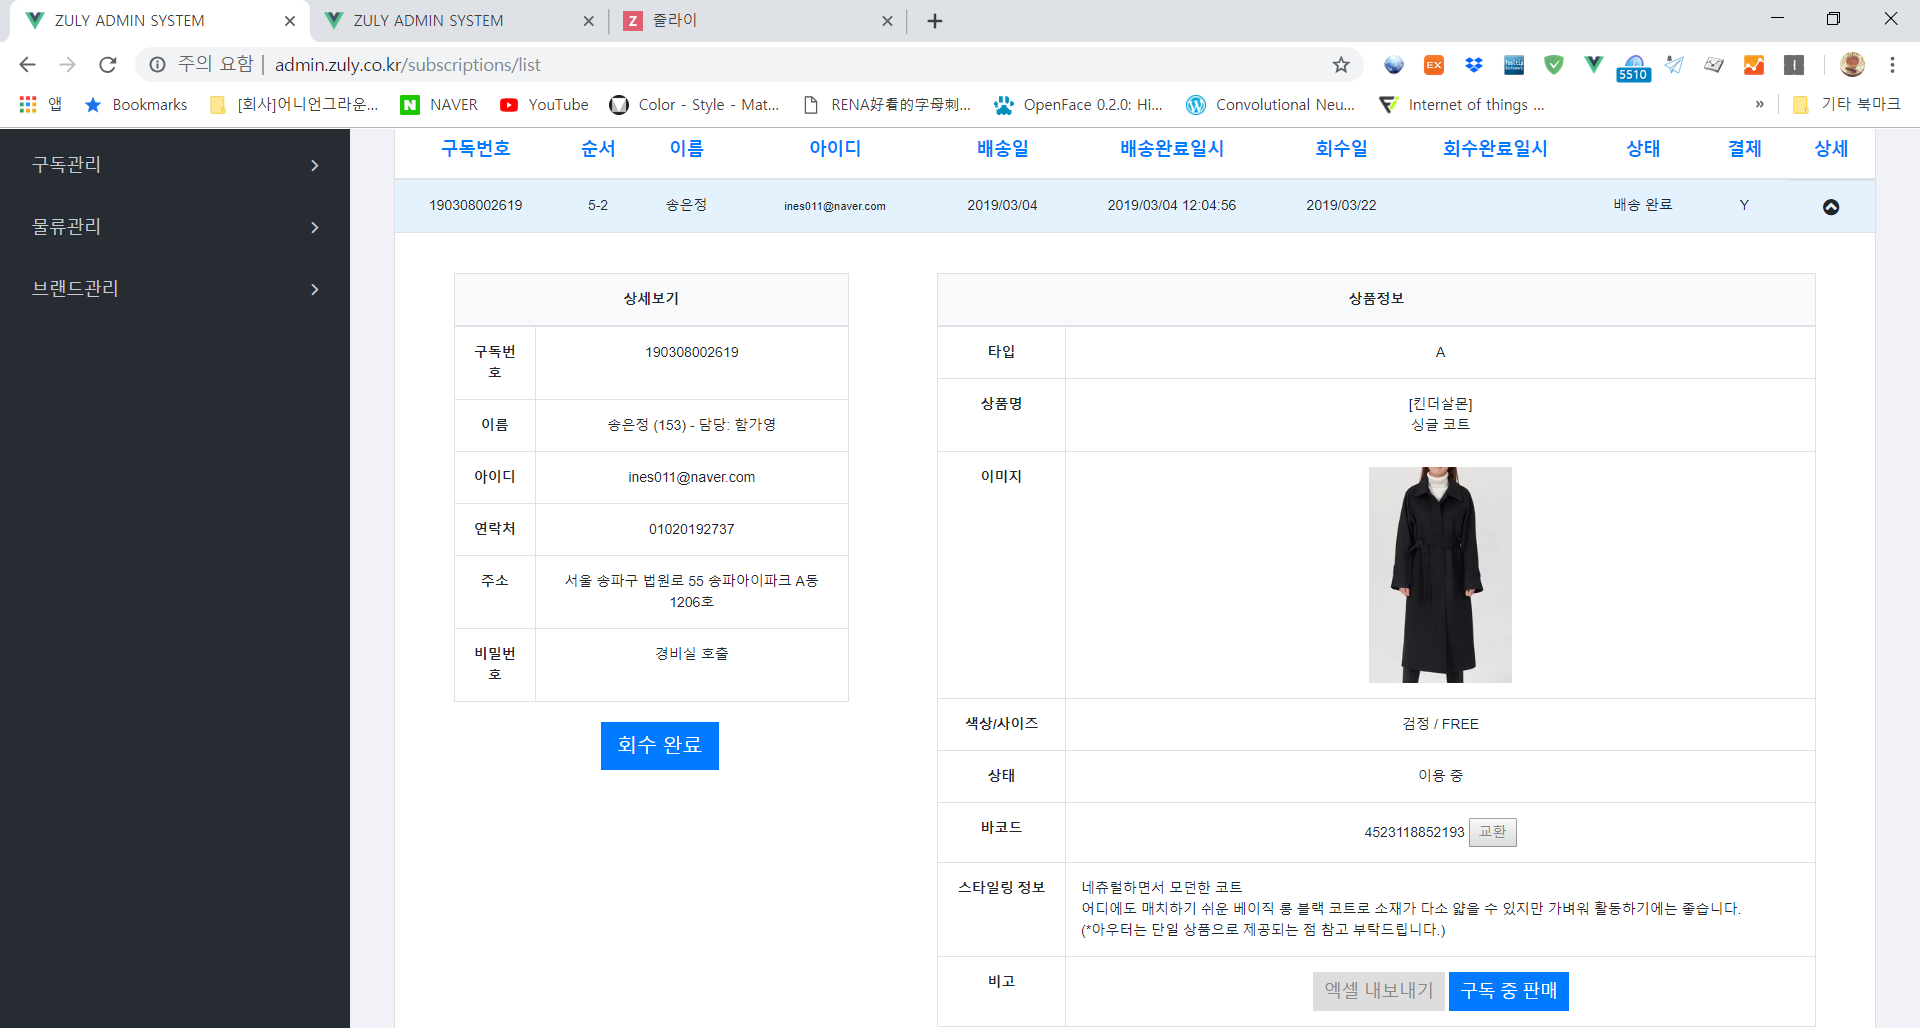 ZULY ADMIN SYSTEM
ZULY ADMIN SYSTEM
Z 줄라이
주의 요함 | admin.zuly.co.kr/subscriptions/list
EX
5510
앱
Bookmarks
[회사]어니언그라운...
N NAVER
YouTube
Color - Style - Mat...
RENA好看的字母刺...
OpenFace 0.2.0: Hi...
Convolutional Neu...
Internet of things ...
»
기타 북마크
구독관리
물류관리
브랜드관리
구독번호 순서 이름 아이디 배송일 배송완료일시 회수일 회수완료일시 상태 결제 상세
190308002619 5-2 송은정 ines011@naver.com 2019/03/04 2019/03/04 12:04:56 2019/03/22 배송 완료 Y
상세보기
구독번
호
190308002619
이름 송은정 (153) - 담당: 함가영
아이디 ines011@naver.com
연락처 01020192737
주소 서울 송파구 법원로 55 송파아이파크 A동
1206호
비밀번
호
경비실 호출
회수 완료
상품정보
타입 A
상품명 [킨더살몬]
싱글 코트
이미지
색상/사이즈 검정 / FREE
상태 이용 중
바코드 4523118852193 교환
스타일링 정보 네츄럴하면서 모던한 코트
어디에도 매치하기 쉬운 베이직 롱 블랙 코트로 소재가 다소 얇을 수 있지만 가벼워 활동하기에는 좋습니다.
(*아우터는 단일 상품으로 제공되는 점 참고 부탁드립니다.)
비고 엑셀 내보내기 구독 중 판매